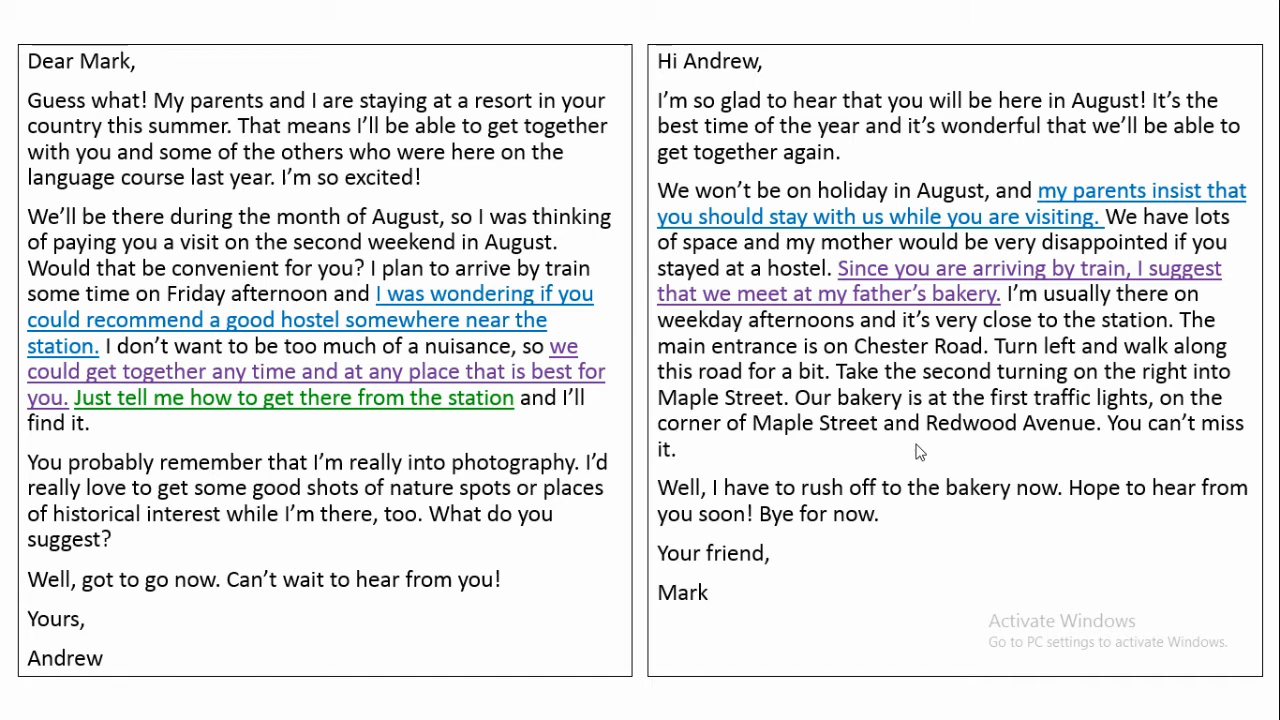 Dear Mark,
Guess what! My parents and I are staying at a resort in your
country this summer. That means I’ll be able to get together
with you and some of the others who were here on the
language course last year. I’m so excited!
We’ll be there during the month of August, so I was thinking
of paying you a visit on the second weekend in August.
Would that be convenient for you? I plan to arrive by train
some time on Friday afternoon and I was wondering if you
could recommend a good hostel somewhere near the
station. I don’t want to be too much of a nuisance, so we
could get together any time and at any place that is best for
you. Just tell me how to get there from the station and I’ll
find it.
You probably remember that I’m really into photography. I’d
really love to get some good shots of nature spots or places
of historical interest while I’m there, too. What do you
suggest?
Well, got to go now. Can’t wait to hear from you!
Yours,
Andrew
Hi Andrew,
I’m so glad to hear that you will be here in August! It’s the
best time of the year and it’s wonderful that we’ll be able to
get together again.
We won’t be on holiday in August, and my parents insist that
you should stay with us while you are visiting. We have lots
of space and my mother would be very disappointed if you
stayed at a hostel. Since you are arriving by train, I suggest
that we meet at my father’s bakery. I’m usually there on
weekday afternoons and it’s very close to the station. The
main entrance is on Chester Road. Turn left and walk along
this road for a bit. Take the second turning on the right into
Maple Street. Our bakery is at the first traffic lights, on the
corner of Maple Street and Redwood Avenue. You can’t miss
it.
Well, I have to rush off to the bakery now. Hope to hear from
you soon! Bye for now.
Your friend,
Mark
Activate Windows
Go to PC settings to activate Windows.